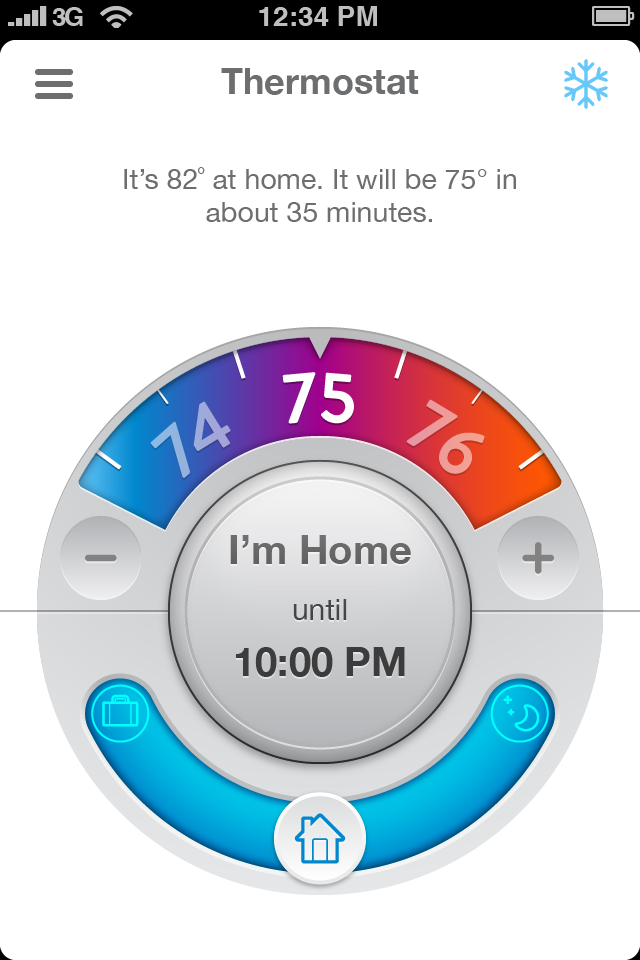 3G 12:34 PM
Thermostat
It’s 82° at home. It will be 75° in
about 35 minutes.
74 75 76
− +
I’m Home
until
10:00 PM